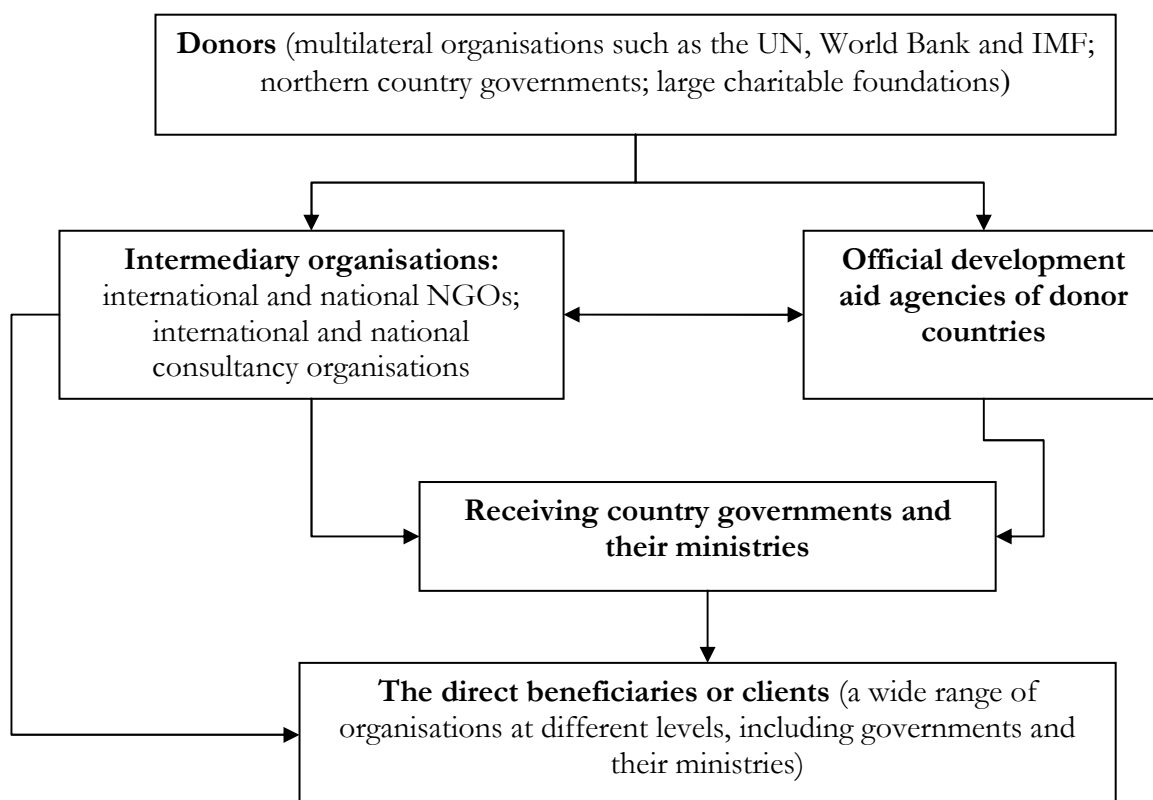 Donors (multilateral organisations such as the UN, World Bank and IMF;
northern country governments; large charitable foundations)
Intermediary organisations:
international and national NGOs;
international and national
consultancy organisations
Official development
aid agencies of donor
countries
Receiving country governments and
their ministries
The direct beneficiaries or clients (a wide range of
organisations at different levels, including governments and
their ministries)